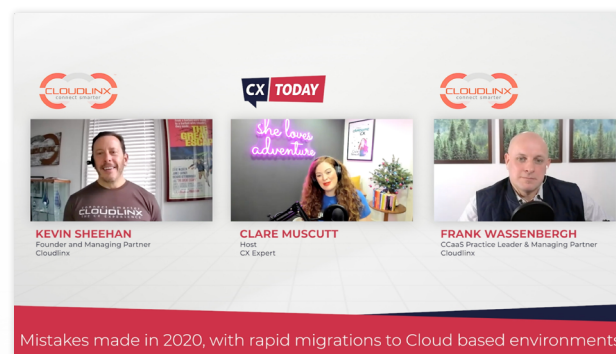 CLOUDLINX
connect smarter
CX TODAY
CLOUDLINX
connect smarter
she loves
adventure
THE
GREAT
CLOUDLINX
KEVIN SHEEHAN
Founder and Managing Partner
Cloudlinx
CLARE MUSCUTT
Host
CX Expert
FRANK WASSENBERGH
CCaaS Practice Leader & Managing Partner
Cloudlinx
Mistakes made in 2020, with rapid migrations to Cloud based environments